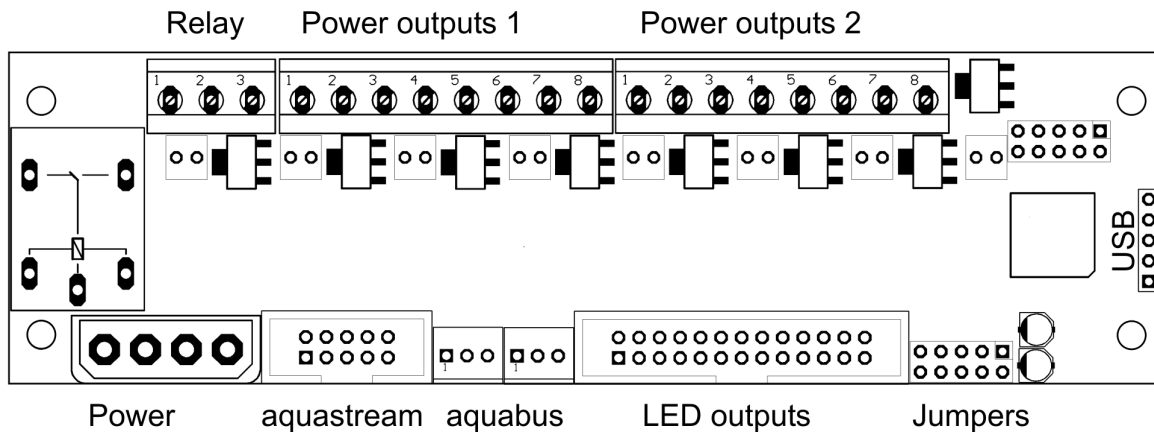 Relay Power outputs 1 Power outputs 2
1 2 3 1 2 3 4 5 6 7 8 1 2 3 4 5 6 7 8
USB
1 1
Power aquastream aquabus LED outputs Jumpers